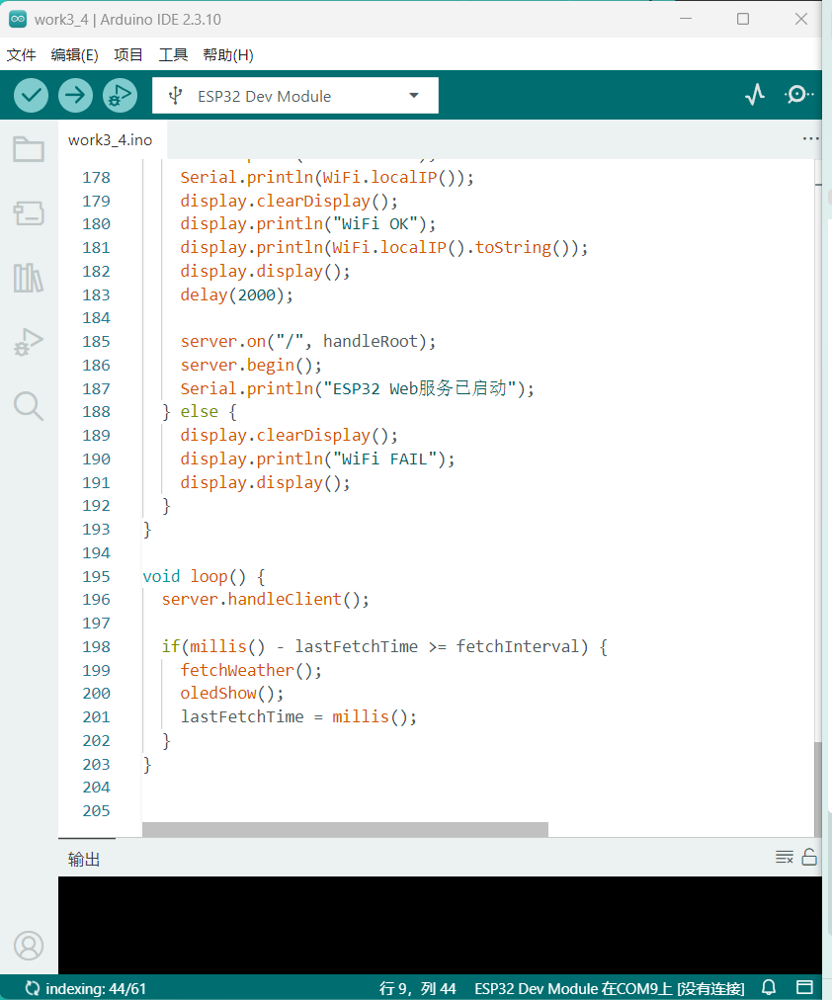 work3_4 | Arduino IDE 2.3.10
文件 编辑(E) 项目 工具 帮助(H)
ESP32 Dev Module
work3_4.ino
178 Serial.println(WiFi.localIP());
179 display.clearDisplay();
180 display.println("WiFi OK");
181 display.println(WiFi.localIP().toString());
182 display.display();
183 delay(2000);
184
185 server.on("/", handleRoot);
186 server.begin();
187 Serial.println("ESP32 Web服务已启动");
188 } else {
189 display.clearDisplay();
190 display.println("WiFi FAIL");
191 display.display();
192 }
193 }
194
195 void loop() {
196 server.handleClient();
197
198 if(millis() - lastFetchTime >= fetchInterval) {
199 fetchWeather();
200 oledShow();
201 lastFetchTime = millis();
202 }
203 }
204
205
输出
indexing: 44/61 行 9，列 44 ESP32 Dev Module 在COM9上 [没有连接]